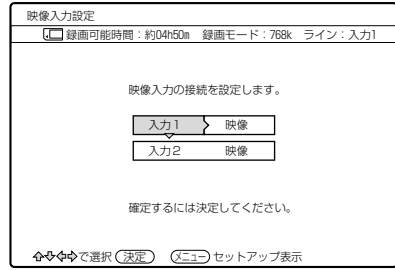 映像入力設定
録画可能時間：約04h50m 録画モード：768k ライン：入力1
映像入力の接続を設定します。
入力1 映像
入力2 映像
確定するには決定してください。
で選択 決定 メニュー セットアップ表示